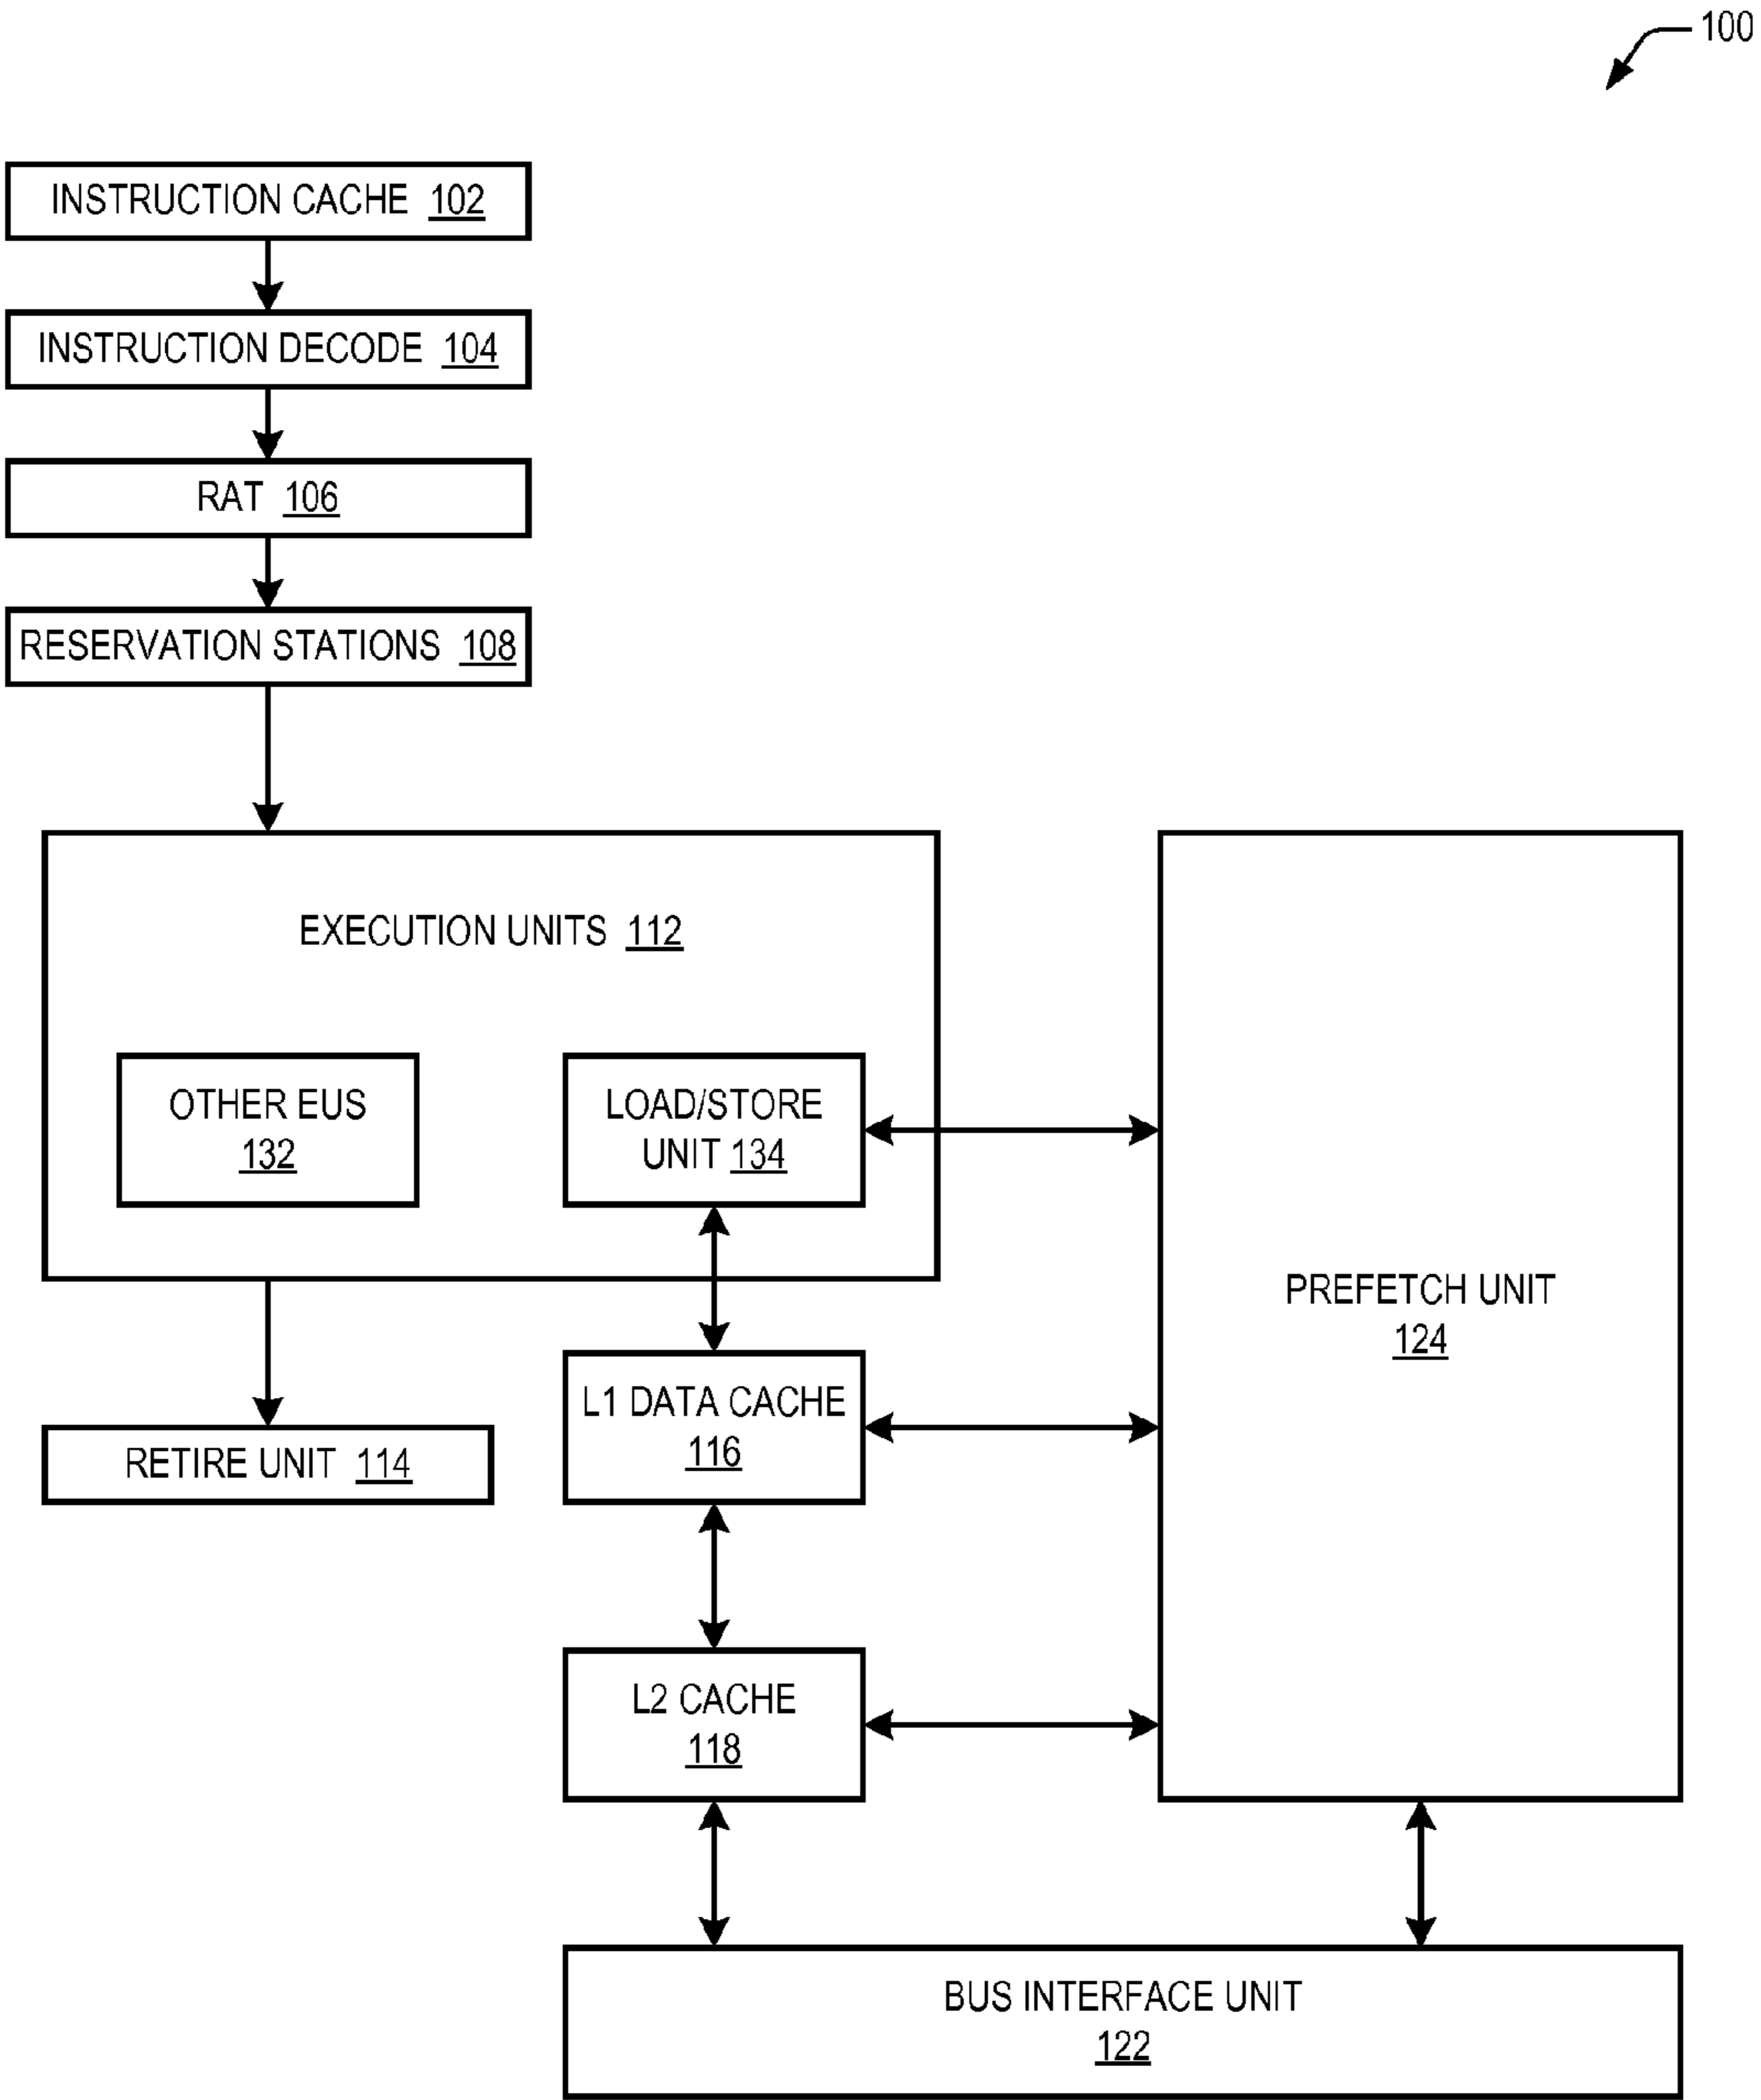 100
INSTRUCTION CACHE 102
INSTRUCTION DECODE 104
RAT 106
RESERVATION STATIONS 108
EXECUTION UNITS 112
OTHER EUS
132
LOAD/STORE
UNIT 134
PREFETCH UNIT
124
L1 DATA CACHE
116
RETIRE UNIT 114
L2 CACHE
118
BUS INTERFACE UNIT
122